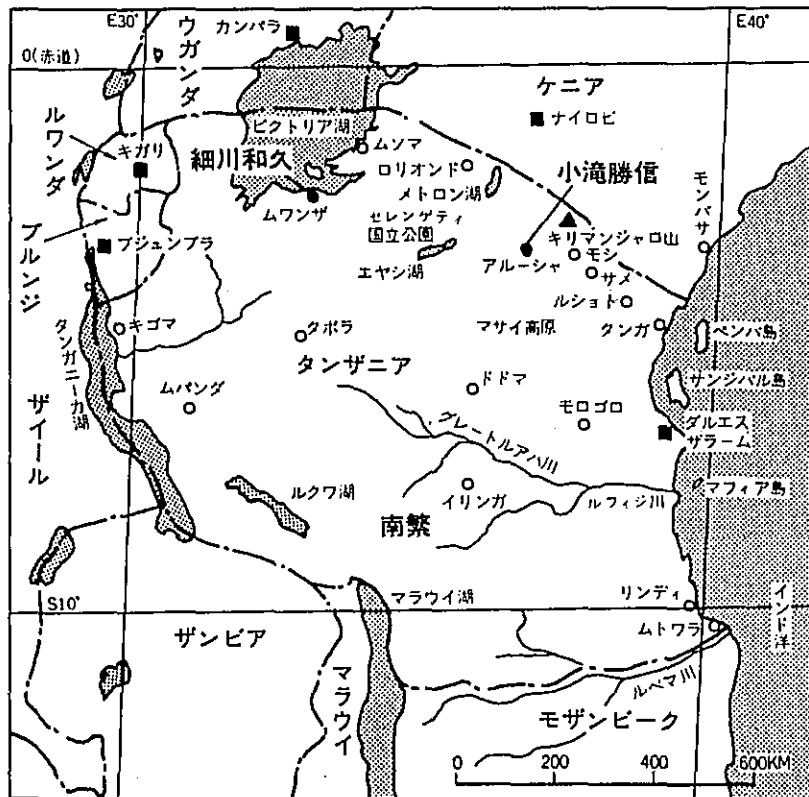 E30°
E40°
ウガンダ
カンパラ
0(赤道)
ケニア
ビクトリア湖
ナイロビ
ルワンダ
キガリ
細川和久
ムソマ
ロリオンド
メトロン湖
小滝勝信
モンバサ
ムワンザ
セレンゲティ
国立公園
キリマンジャロ山
ブルンジ
ブジュンブラ
エヤシ湖
アルーシャ
モシ
サメ
ルショト
キゴマ
タボラ
マサイ高原
タンガ
ペンバ島
タンガニーカ湖
タンザニア
ザイール
ムパンダ
ドドマ
サンジバル島
モロゴロ
ダルエス
ザラーム
グレートルアハ川
ルクワ湖
イリンガ
ルフィジ川
マフィア島
南繁
S10°
マラウイ湖
リンディ
インド洋
ムトワラ
ザンビア
マラウイ
ルベマ川
モザンビーク
0 200 400 600KM